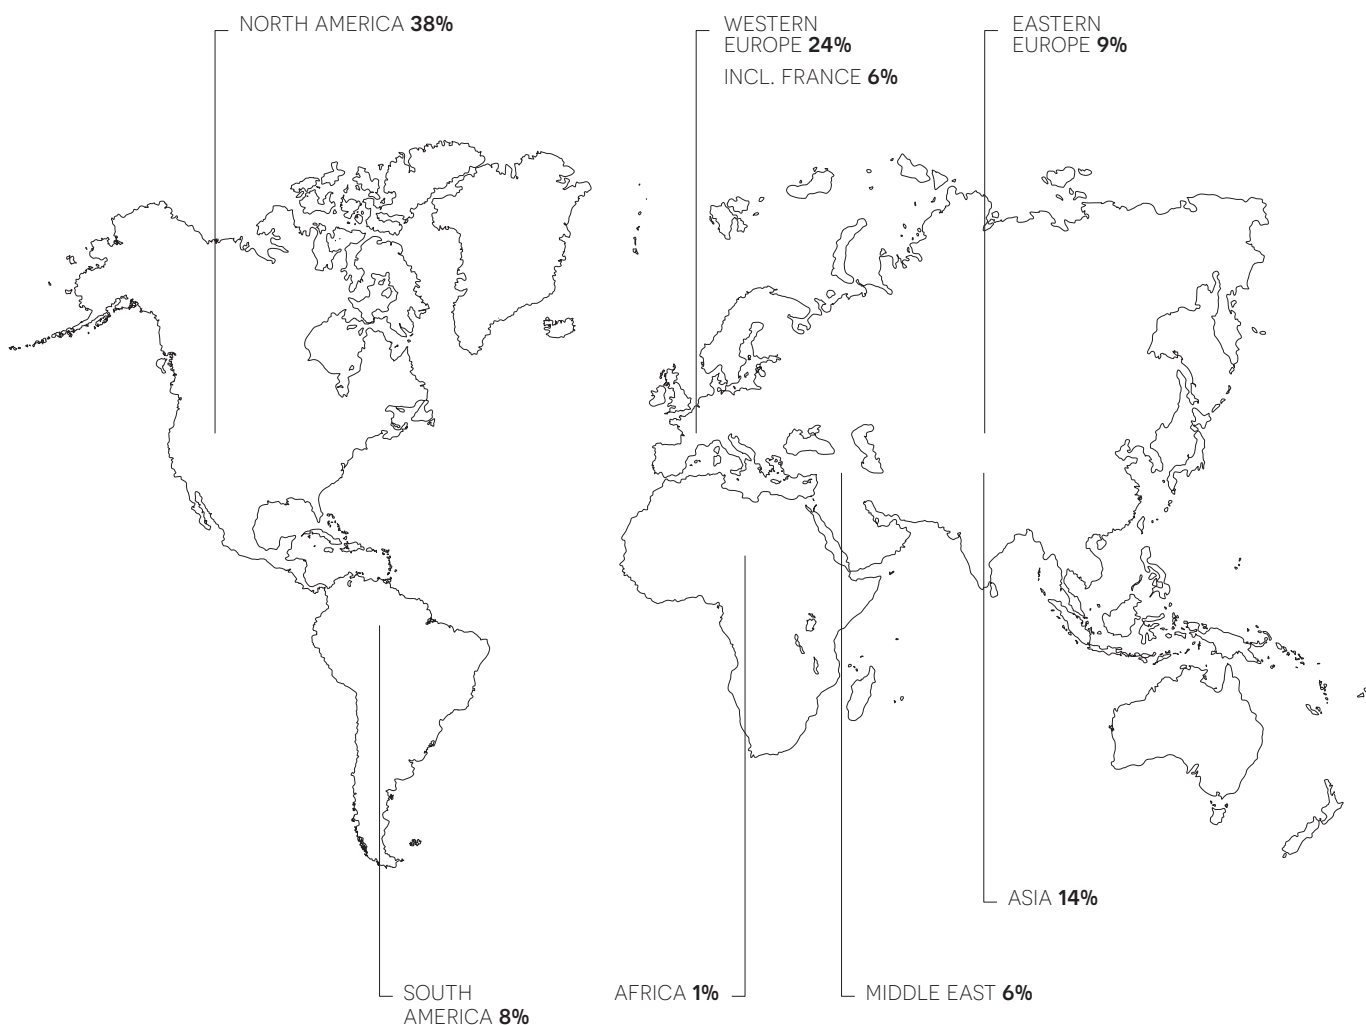 NORTH AMERICA 38%
WESTERN
EUROPE 24%
INCL. FRANCE 6%
EASTERN
EUROPE 9%
ASIA 14%
SOUTH
AMERICA 8%
AFRICA 1%
MIDDLE EAST 6%